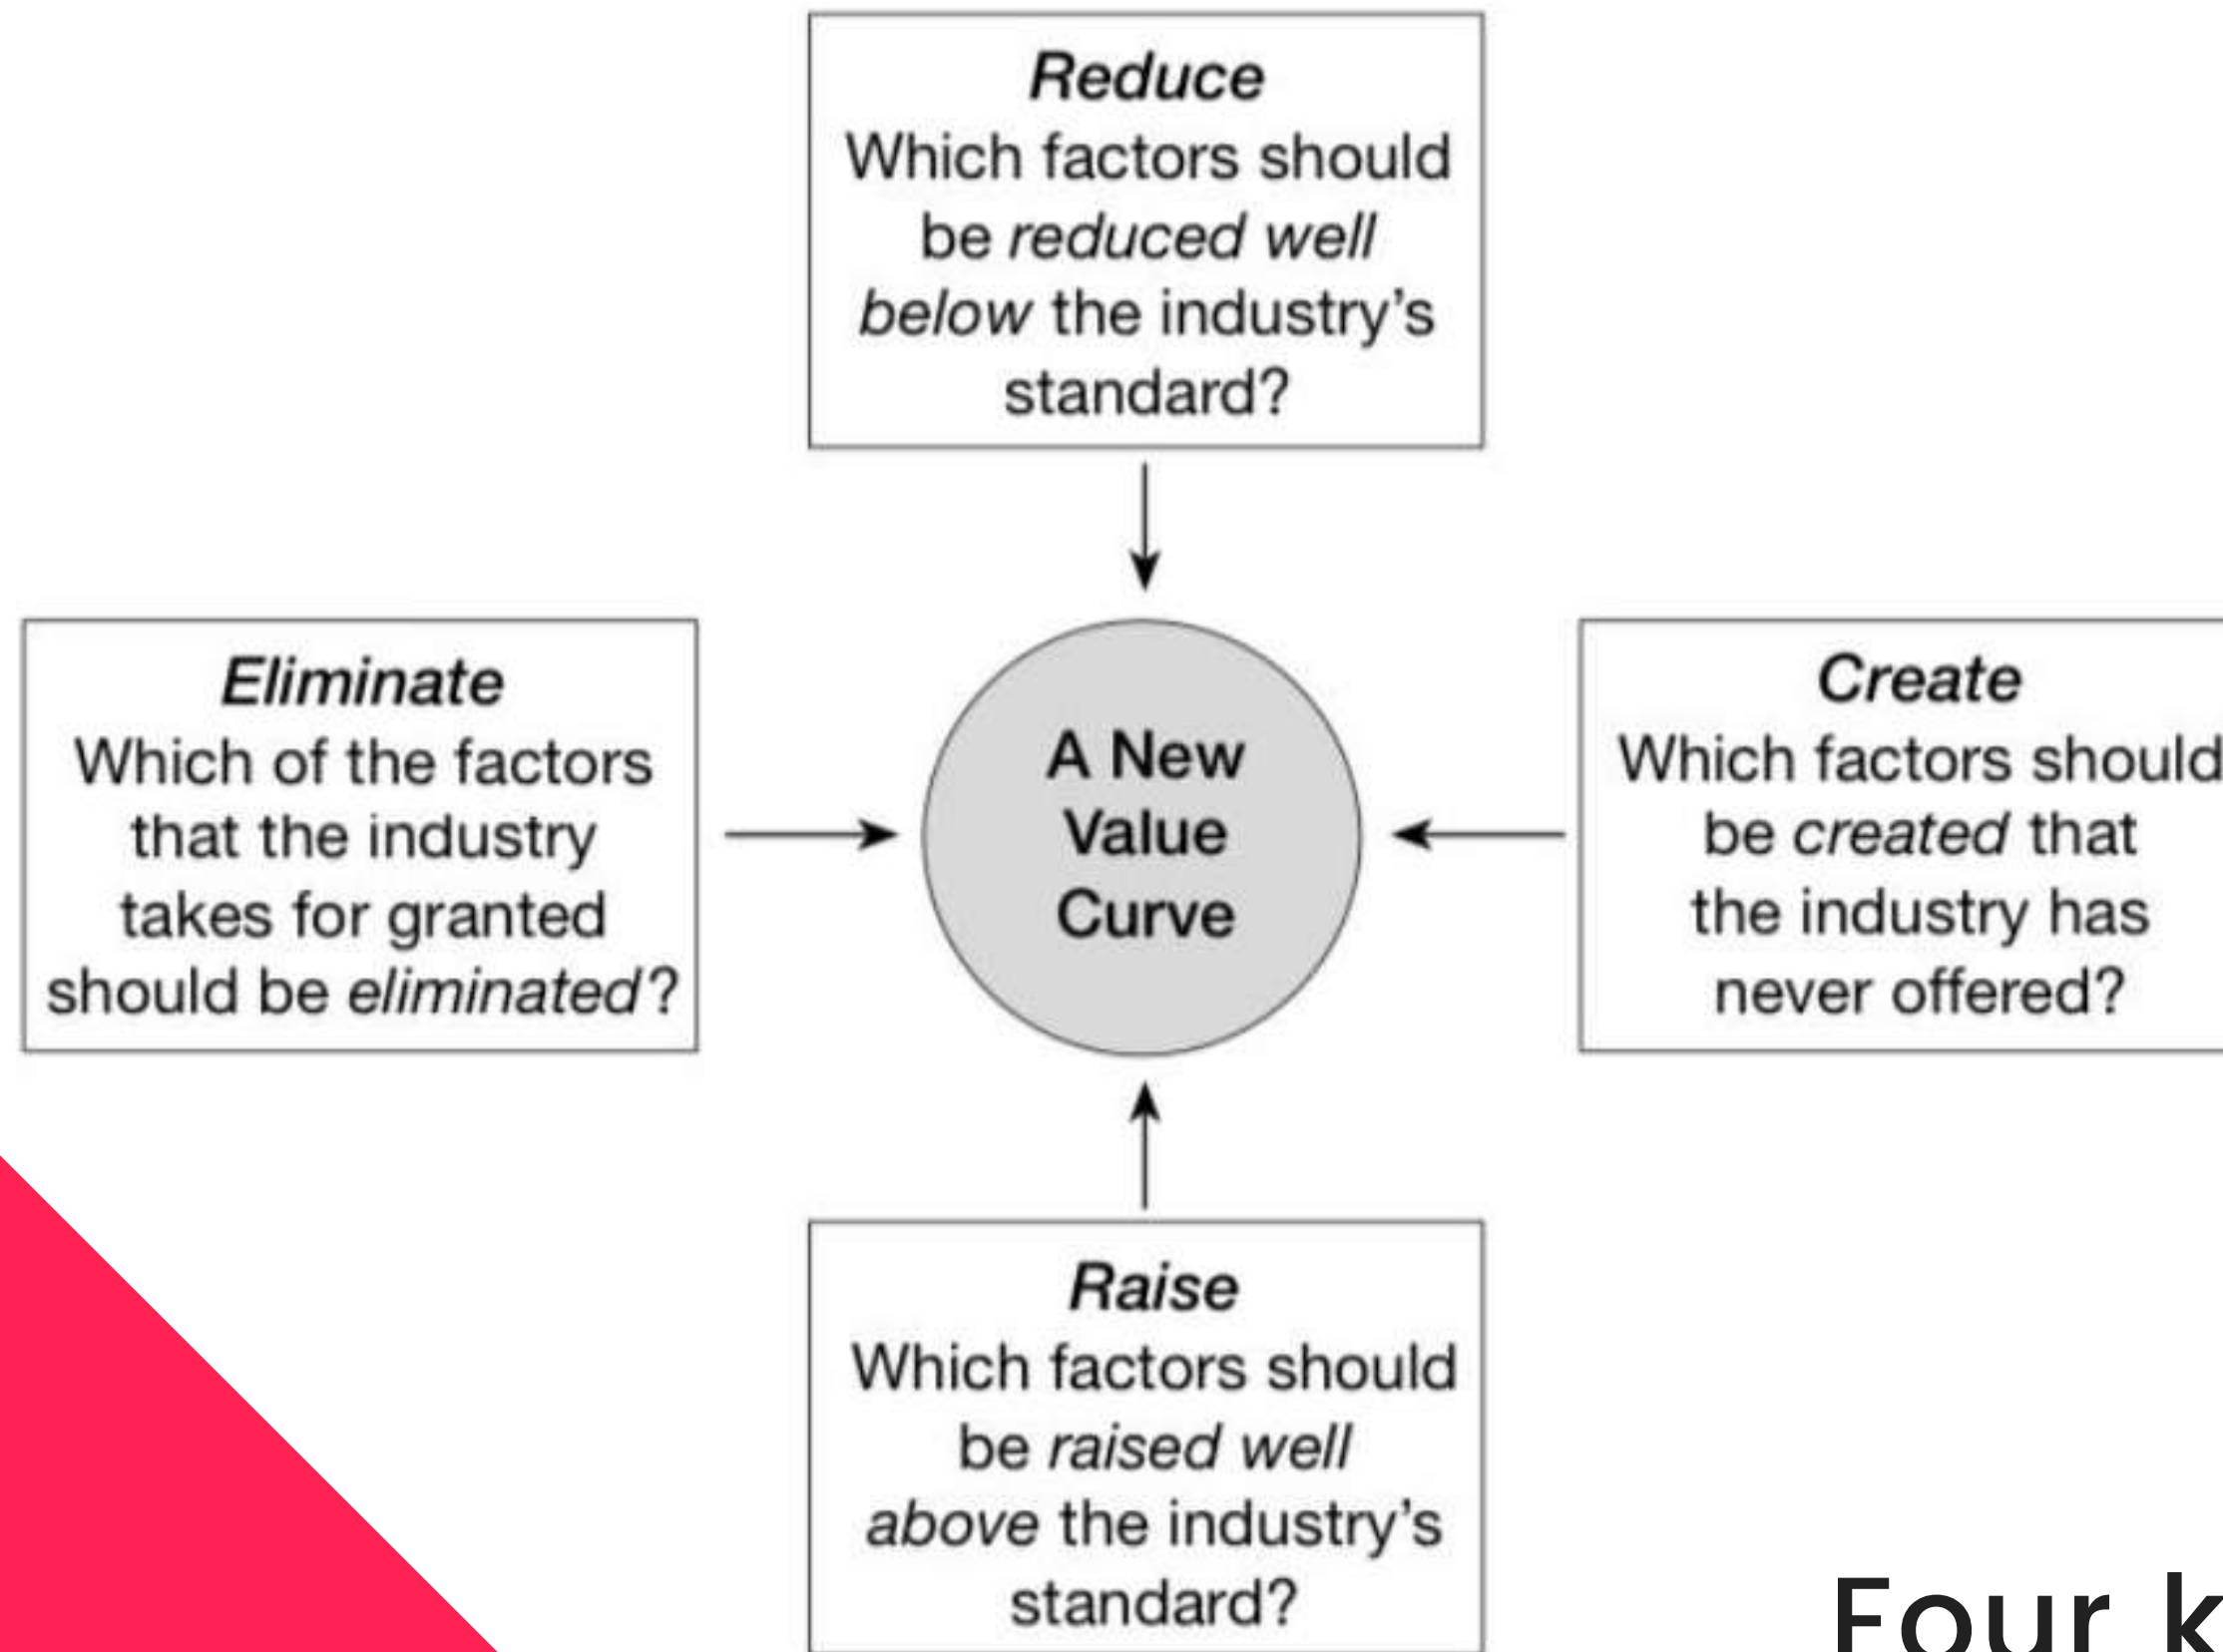 Reduce
Which factors should
be reduced well
below the industry's
standard?
Eliminate
Which of the factors
that the industry
takes for granted
should be eliminated?
A New
Value
Curve
Create
Which factors should
be created that
the industry has
never offered?
Raise
Which factors should
be raised well
above the industry's
standard?
Four k